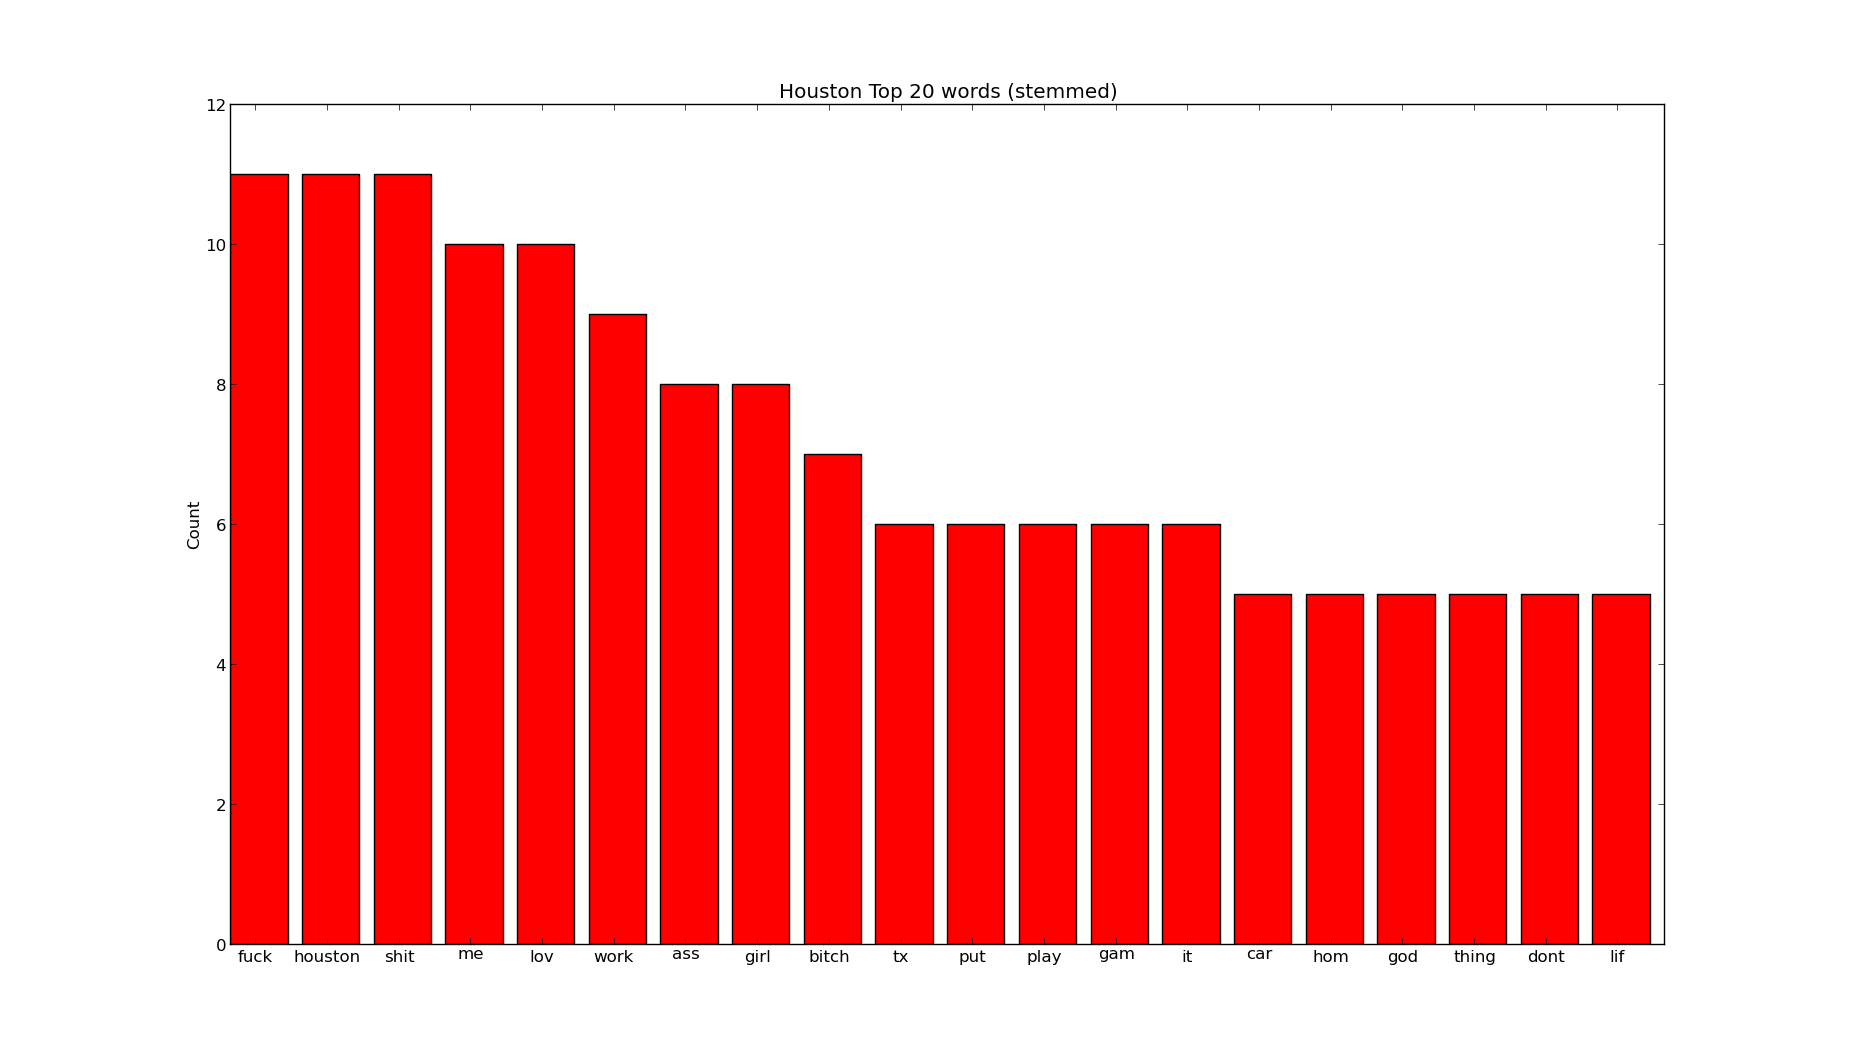 Houston Top 20 words (stemmed)
12
10
8
6
4
2
0
Count
fuck houston shit me lov work ass girl bitch tx put play gam it car hom god thing dont lif